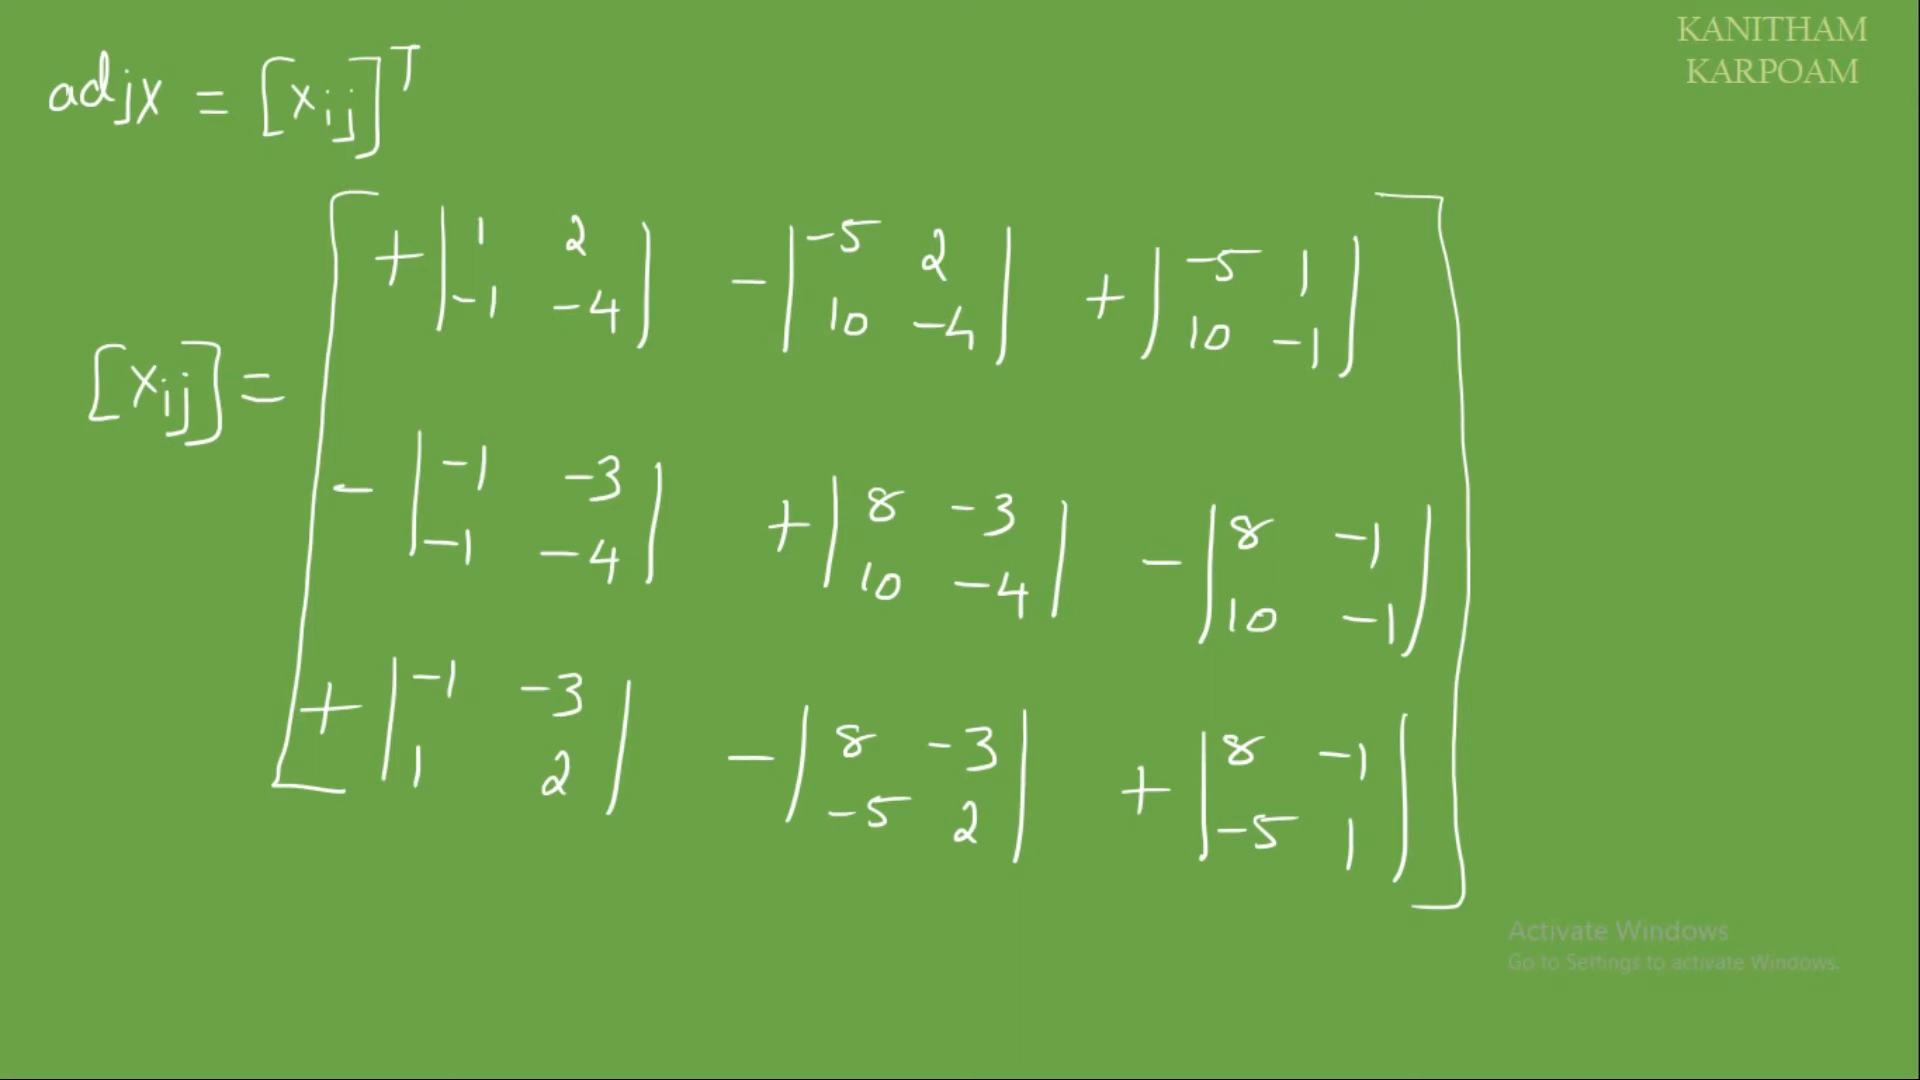 KANITHAM
KARPOAM
adjX = [xij]^T
+|1 2| -|-5 2| +|-5 1|
|-1 -4| |10 -4| |10 -1|
[xij] =
-|-1 -3| +|8 -3| -|8 -1|
|-1 -4| |10 -4| |10 -1|
+|-1 -3| -|8 -3| +|8 -1|
|1 2| |-5 2| |-5 1|
Activate Windows
Go to Settings to activate Windows.